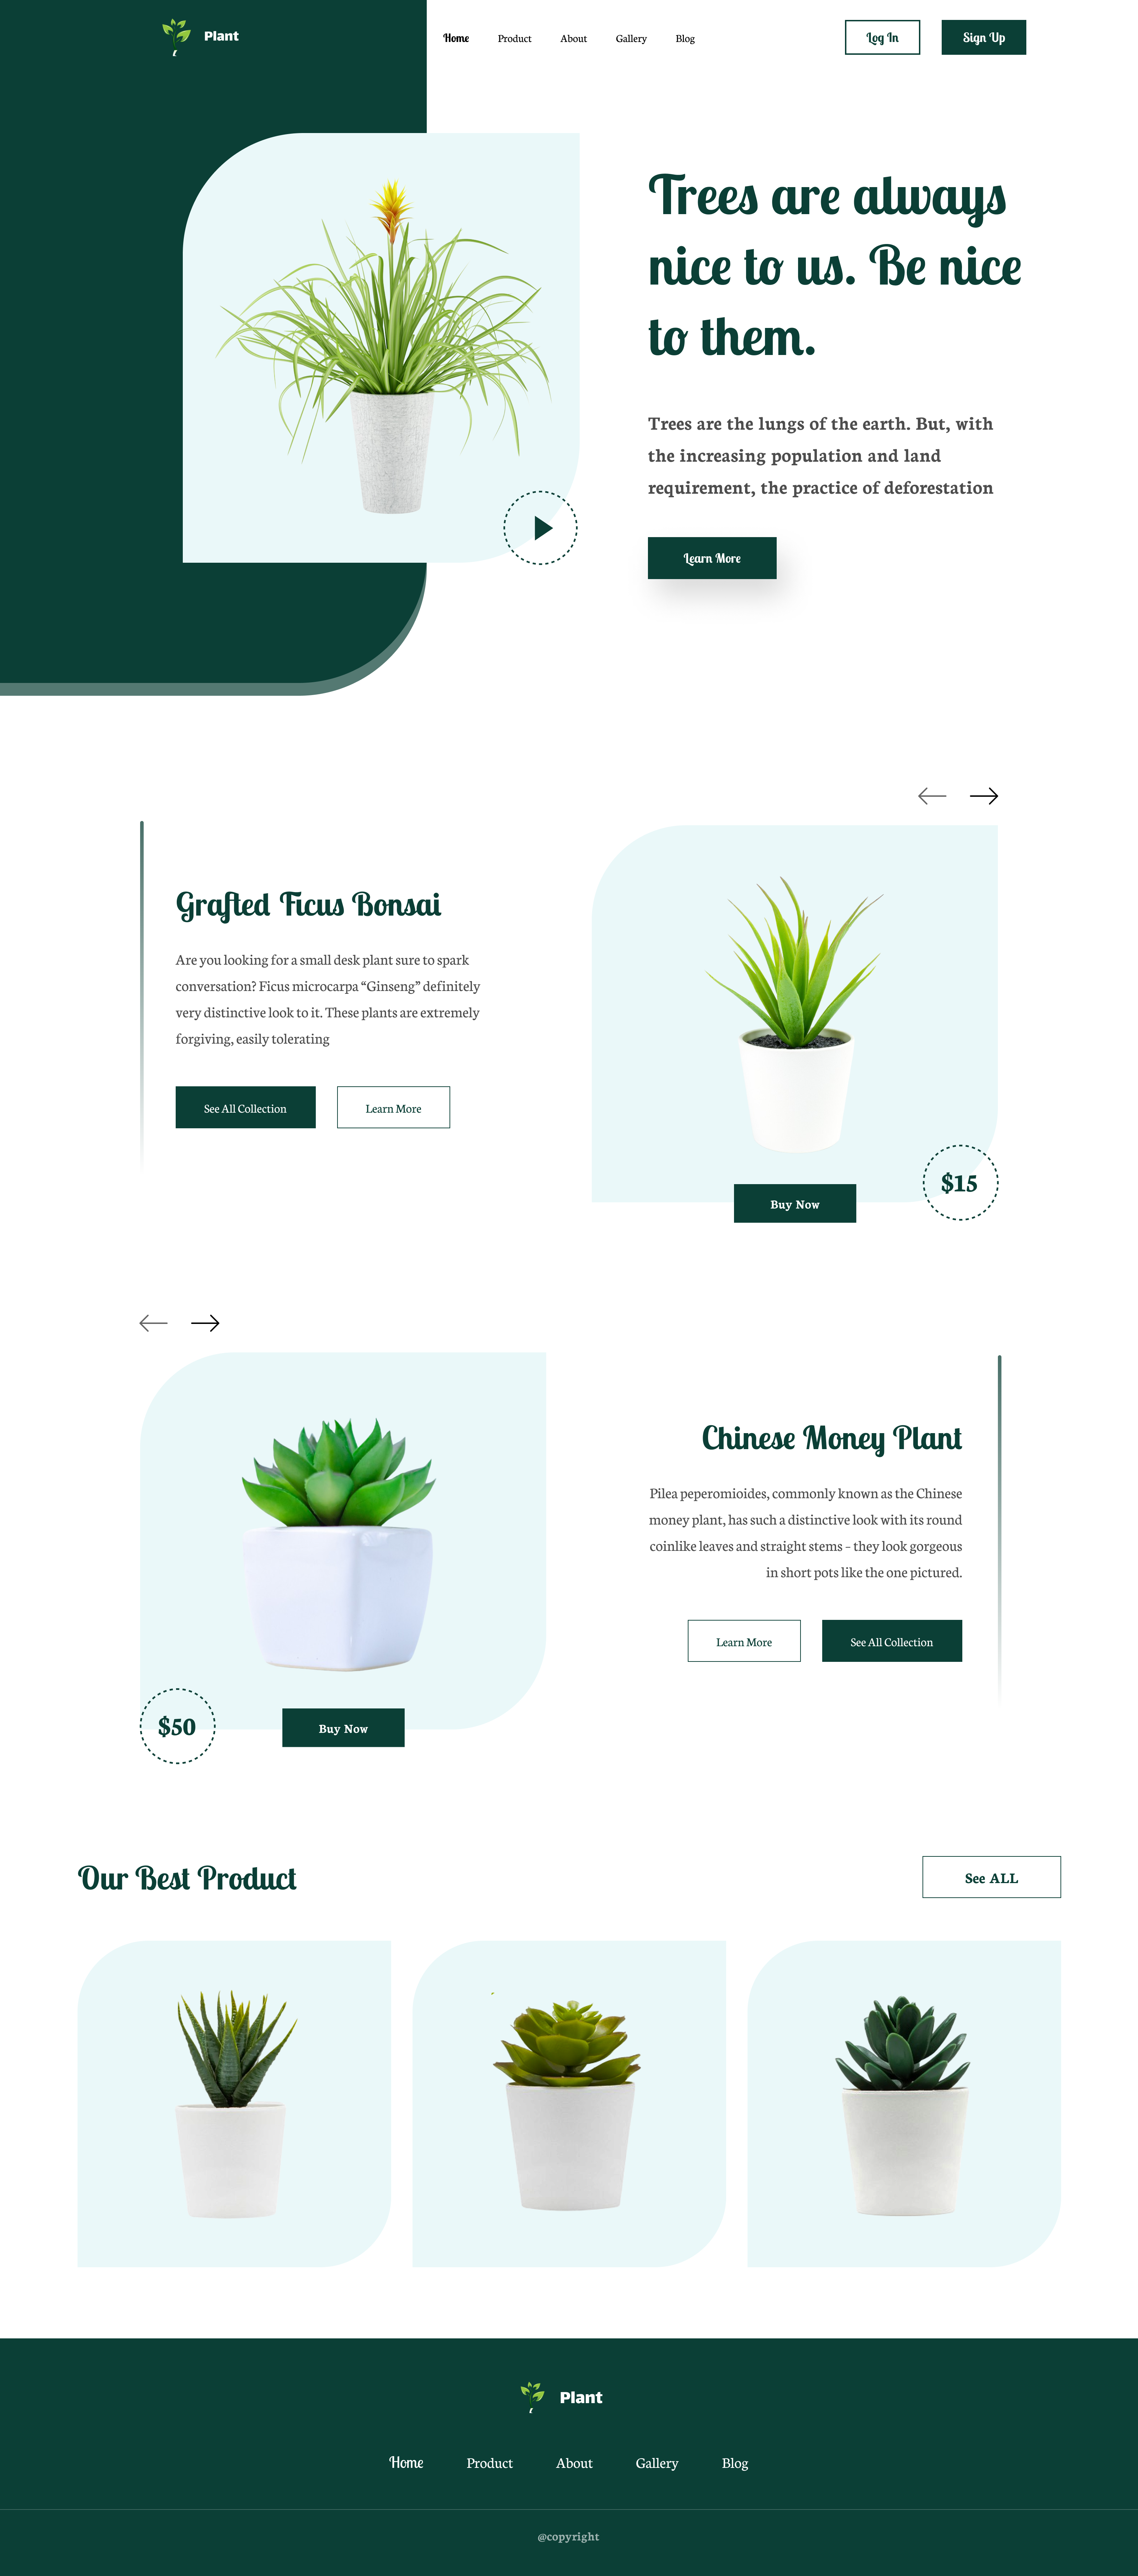 Plant
Home Product About Gallery Blog
Log In Sign Up
Trees are always
nice to us. Be nice
to them.
Trees are the lungs of the earth. But, with
the increasing population and land
requirement, the practice of deforestation
Learn More
Grafted Ficus Bonsai
Are you looking for a small desk plant sure to spark
conversation? Ficus microcarpa “Ginseng” definitely
very distinctive look to it. These plants are extremely
forgiving, easily tolerating
See All Collection Learn More
$15
Buy Now
Chinese Money Plant
Pilea peperomioides, commonly known as the Chinese
money plant, has such a distinctive look with its round
coinlike leaves and straight stems – they look gorgeous
in short pots like the one pictured.
Learn More See All Collection
$50
Buy Now
Our Best Product
See ALL
Plant
Home Product About Gallery Blog
@copyright